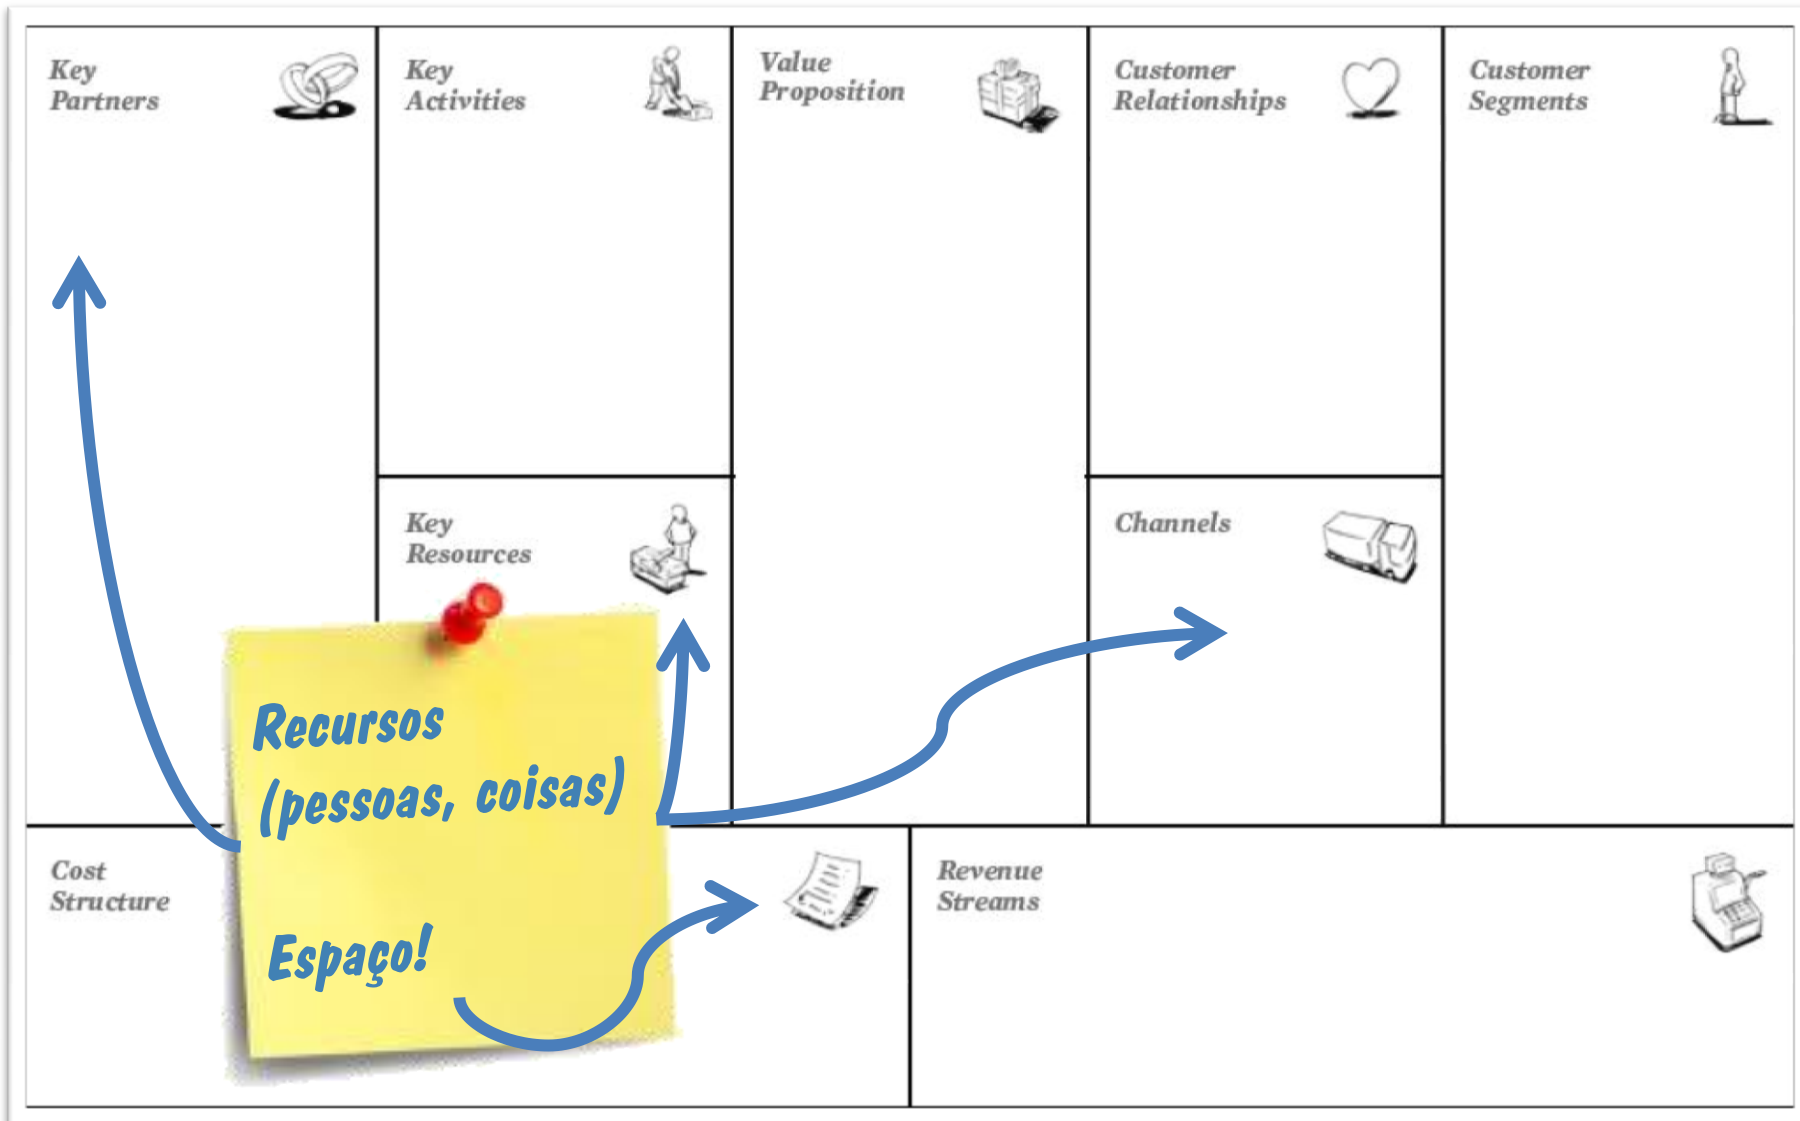 Key
Partners
Key
Activities
Value
Proposition
Customer
Relationships
Customer
Segments
Key
Resources
Channels
Recursos
(pessoas, coisas)
Espaço!
Cost
Structure
Revenue
Streams